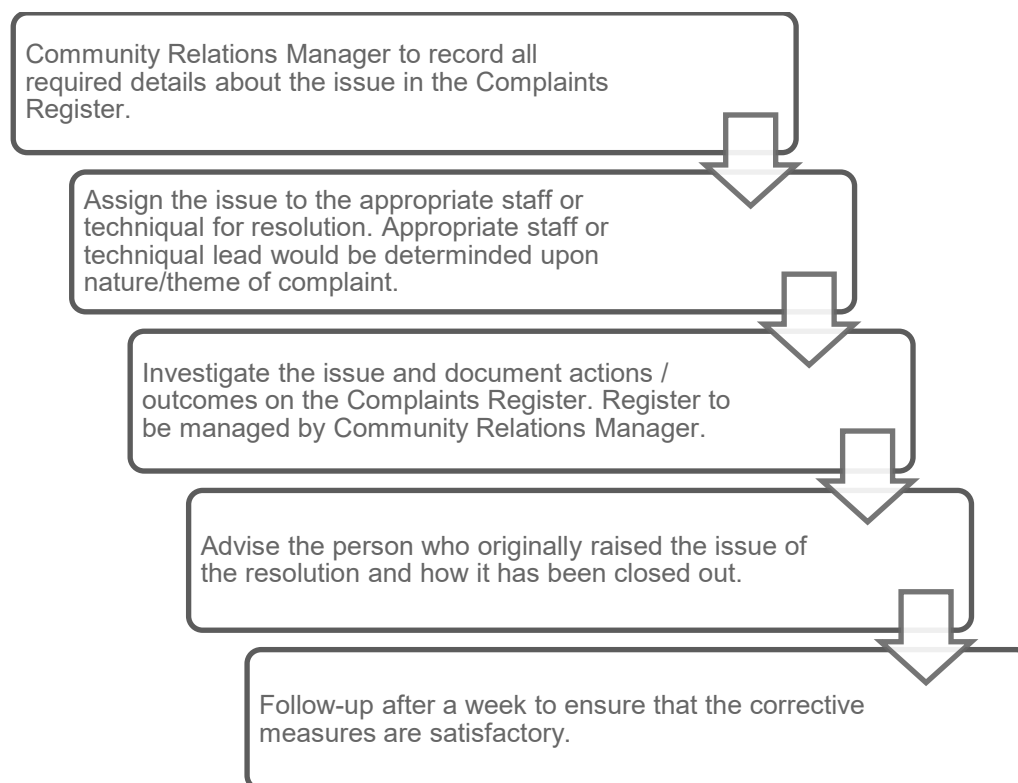 Community Relations Manager to record all
required details about the issue in the Complaints
Register.
Assign the issue to the appropriate staff or
techniqual for resolution. Appropriate staff or
techniqual lead would be determinded upon
nature/theme of complaint.
Investigate the issue and document actions /
outcomes on the Complaints Register. Register to
be managed by Community Relations Manager.
Advise the person who originally raised the issue of
the resolution and how it has been closed out.
Follow-up after a week to ensure that the corrective
measures are satisfactory.